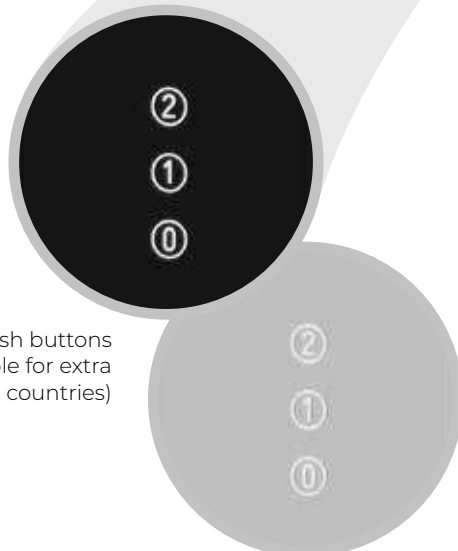 ②
①
⓪
sh buttons
le for extra
countries)
②
①
⓪